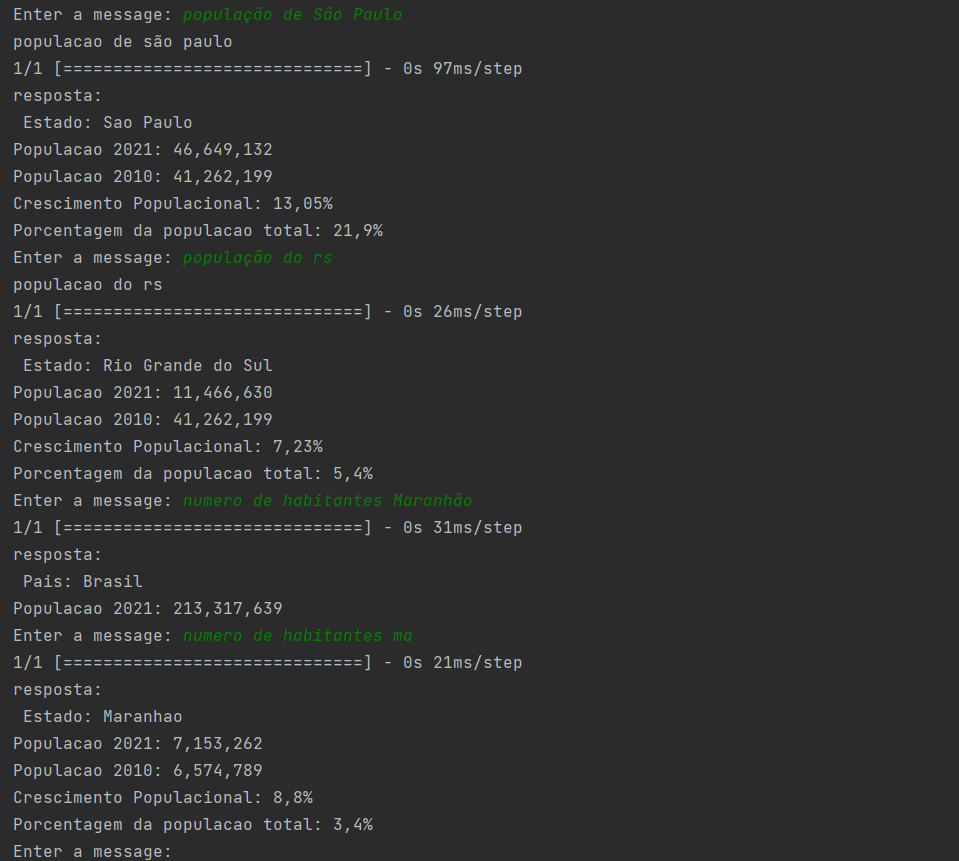 Enter a message: população de São Paulo
populacao de são paulo
1/1 [==============================] - 0s 97ms/step
resposta:
 Estado: Sao Paulo
Populacao 2021: 46,649,132
Populacao 2010: 41,262,199
Crescimento Populacional: 13,05%
Porcentagem da populacao total: 21,9%
Enter a message: população do rs
populacao do rs
1/1 [==============================] - 0s 26ms/step
resposta:
 Estado: Rio Grande do Sul
Populacao 2021: 11,466,630
Populacao 2010: 41,262,199
Crescimento Populacional: 7,23%
Porcentagem da populacao total: 5,4%
Enter a message: numero de habitantes Maranhão
1/1 [==============================] - 0s 31ms/step
resposta:
 Pais: Brasil
Populacao 2021: 213,317,639
Enter a message: numero de habitantes ma
1/1 [==============================] - 0s 21ms/step
resposta:
 Estado: Maranhao
Populacao 2021: 7,153,262
Populacao 2010: 6,574,789
Crescimento Populacional: 8,8%
Porcentagem da populacao total: 3,4%
Enter a message: